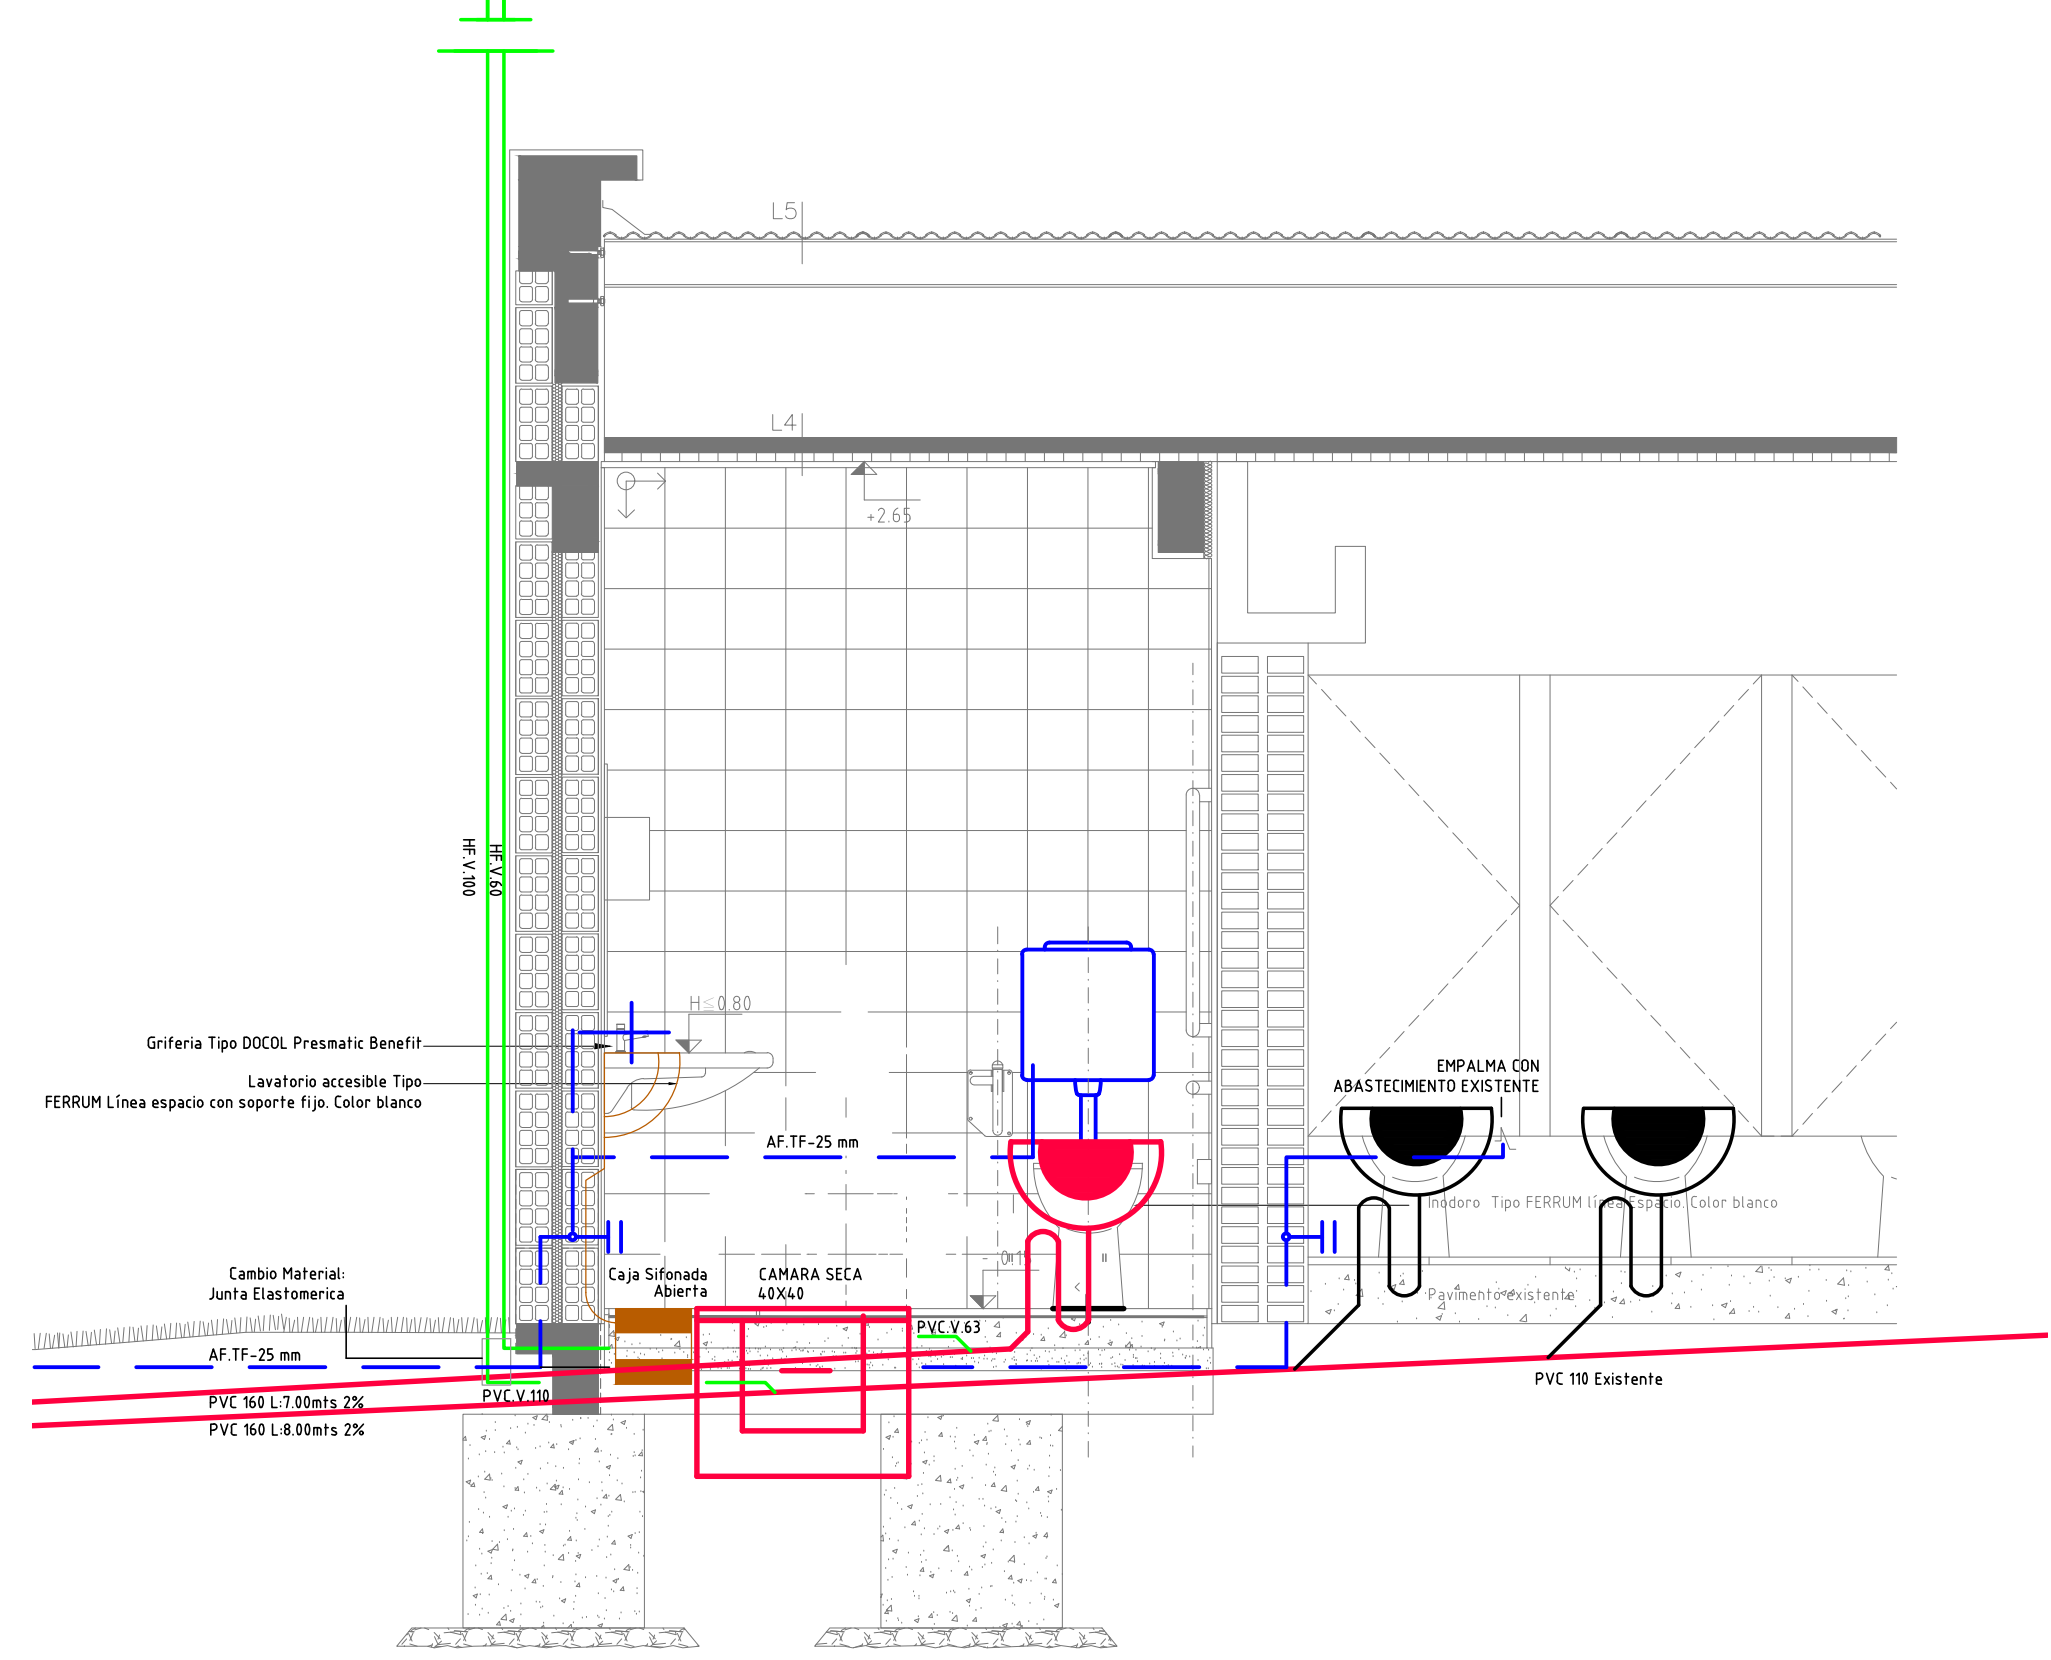 L5
L4
+2.65
HF.V.100
HF.V.60
H≤0.80
Griferia Tipo DOCOL Presmatic Benefit
Lavatorio accesible Tipo
FERRUM Línea espacio con soporte fijo. Color blanco
EMPALMA CON
ABASTECIMIENTO EXISTENTE
AF.TF-25 mm
Inodoro Tipo FERRUM línea Espacio. Color blanco
Cambio Material:
Junta Elastomerica
Caja Sifonada
Abierta
CAMARA SECA
40X40
- 0.15
Pavimento existente
PVC.V.63
AF.TF-25 mm
PVC.V.110
PVC 110 Existente
PVC 160 L:7.00mts 2%
PVC 160 L:8.00mts 2%